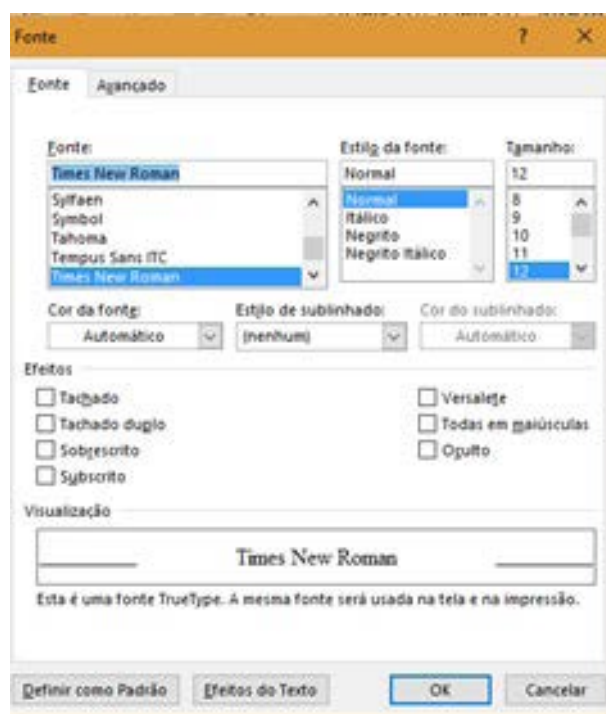 Fonte ? ×
Fonte Avançado
Fonte: Estilo da fonte: Tamanho:
Times New Roman Normal 12
Sylfaen Normal 8
Symbol Itálico 9
Tahoma Negrito 10
Tempus Sans ITC Negrito Itálico 11
Times New Roman 12
Cor da fonte: Estilo de sublinhado: Cor do sublinhado:
Automático (nenhum) Automático
Efeitos
Tachado Versalete
Tachado duplo Todas em maiúsculas
Sobrescrito Oculto
Subscrito
Visualização
Times New Roman
Esta é uma fonte TrueType. A mesma fonte será usada na tela e na impressão.
Definir como Padrão Efeitos do Texto OK Cancelar